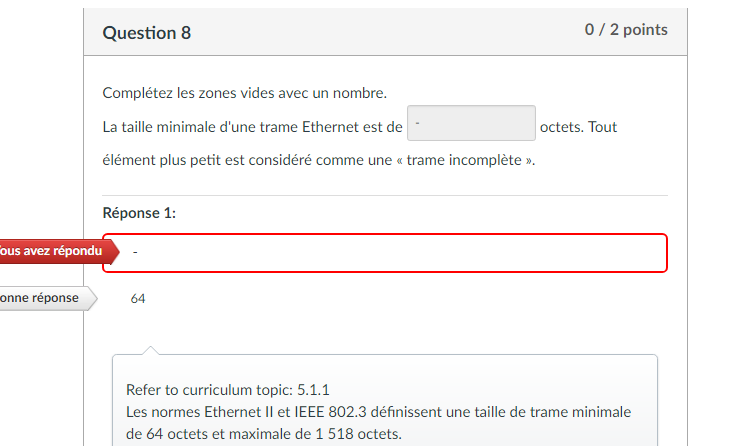 Question 8
0 / 2 points
Complétez les zones vides avec un nombre.
La taille minimale d'une trame Ethernet est de - octets. Tout
élément plus petit est considéré comme une « trame incomplète ».
Réponse 1:
ous avez répondu
-
onne réponse
64
Refer to curriculum topic: 5.1.1
Les normes Ethernet II et IEEE 802.3 définissent une taille de trame minimale
de 64 octets et maximale de 1 518 octets.